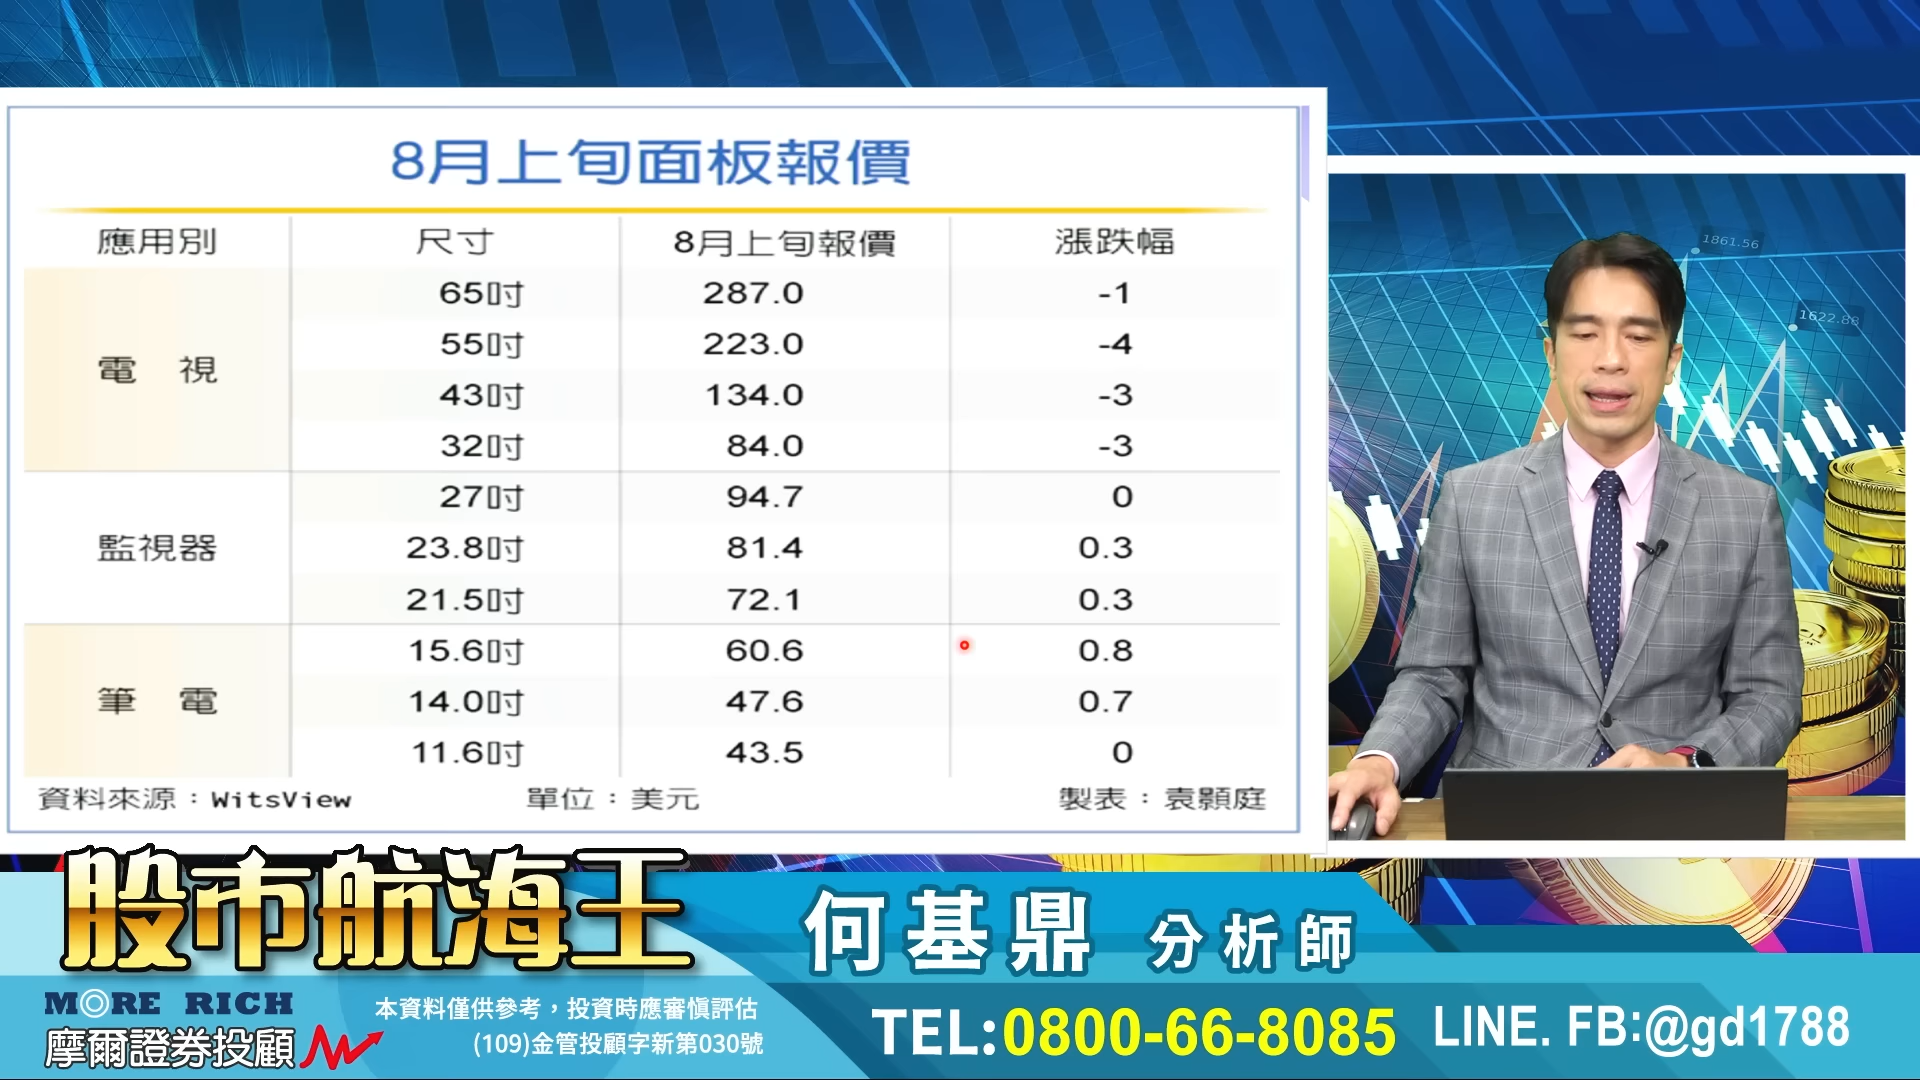 8月上旬面板報價
應用別 尺寸 8月上旬報價 漲跌幅
電 視 65吋 287.0 -1
55吋 223.0 -4
43吋 134.0 -3
32吋 84.0 -3
監視器 27吋 94.7 0
23.8吋 81.4 0.3
21.5吋 72.1 0.3
筆 電 15.6吋 60.6 0.8
14.0吋 47.6 0.7
11.6吋 43.5 0
資料來源：WitsView 單位：美元 製表：袁顥庭
1861.56
1622.88
股市航海王
何基鼎 分析師
MORE RICH
摩爾證券投顧
本資料僅供參考，投資時應審慎評估
(109)金管投顧字新第030號
TEL:0800-66-8085
LINE. FB:@gd1788